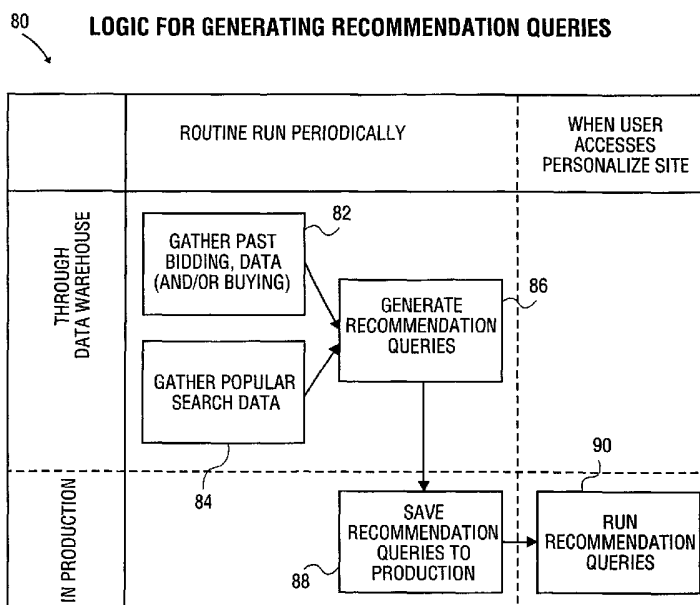 80
LOGIC FOR GENERATING RECOMMENDATION QUERIES
ROUTINE RUN PERIODICALLY
WHEN USER
ACCESSES
PERSONALIZE SITE
THROUGH
DATA WAREHOUSE
82
GATHER PAST
BIDDING, DATA
(AND/OR BUYING)
86
GENERATE
RECOMMENDATION
QUERIES
GATHER POPULAR
SEARCH DATA
84
IN PRODUCTION
88
SAVE
RECOMMENDATION
QUERIES TO
PRODUCTION
90
RUN
RECOMMENDATION
QUERIES